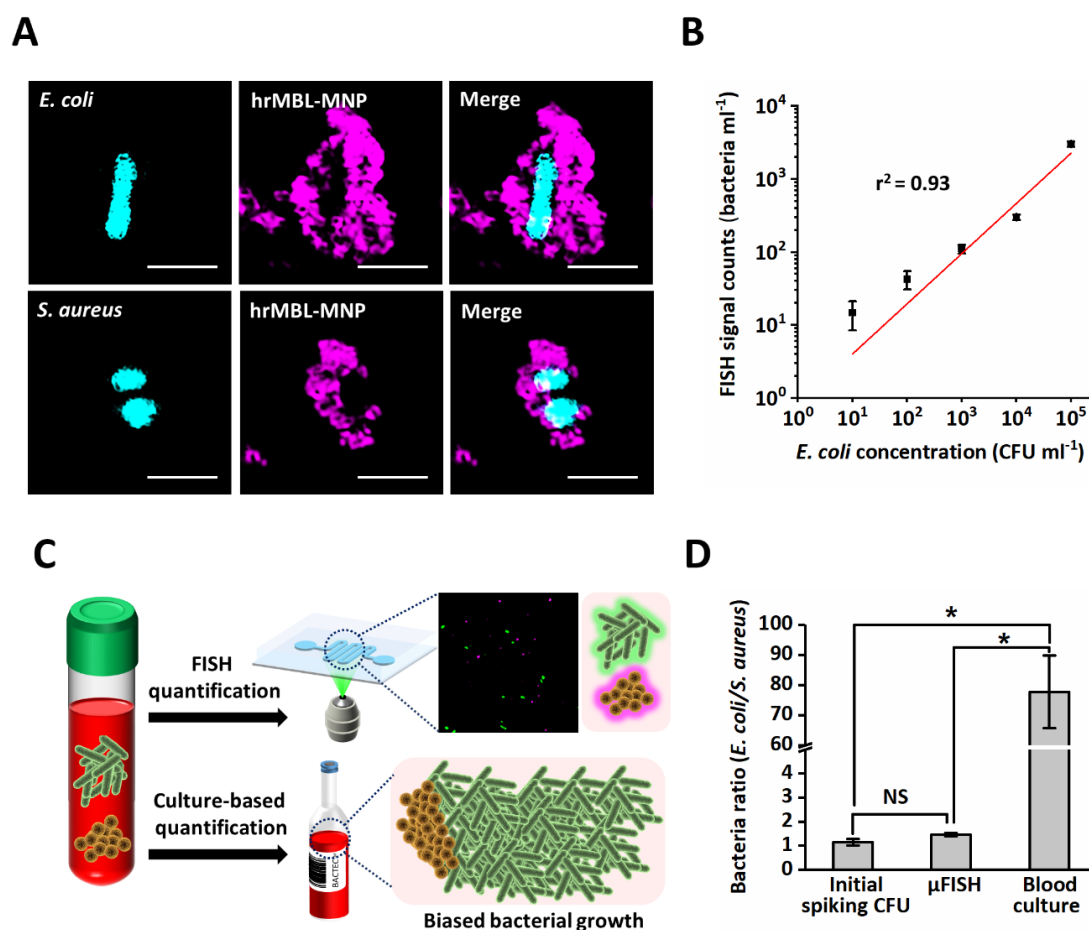 A
E. coli
hrMBL-MNP
Merge
S. aureus
hrMBL-MNP
Merge
B
FISH signal counts (bacteria ml⁻¹)
10⁴
10³
10²
10¹
10⁰
r² = 0.93
10⁰ 10¹ 10² 10³ 10⁴ 10⁵
E. coli concentration (CFU ml⁻¹)
C
FISH
quantification
Culture-based
quantification
BACTEC
Biased bacterial growth
D
Bacteria ratio (E. coli/S. aureus)
100
90
80
70
60
4
3
2
1
0
*
*
NS
Initial
spiking CFU
µFISH
Blood
culture